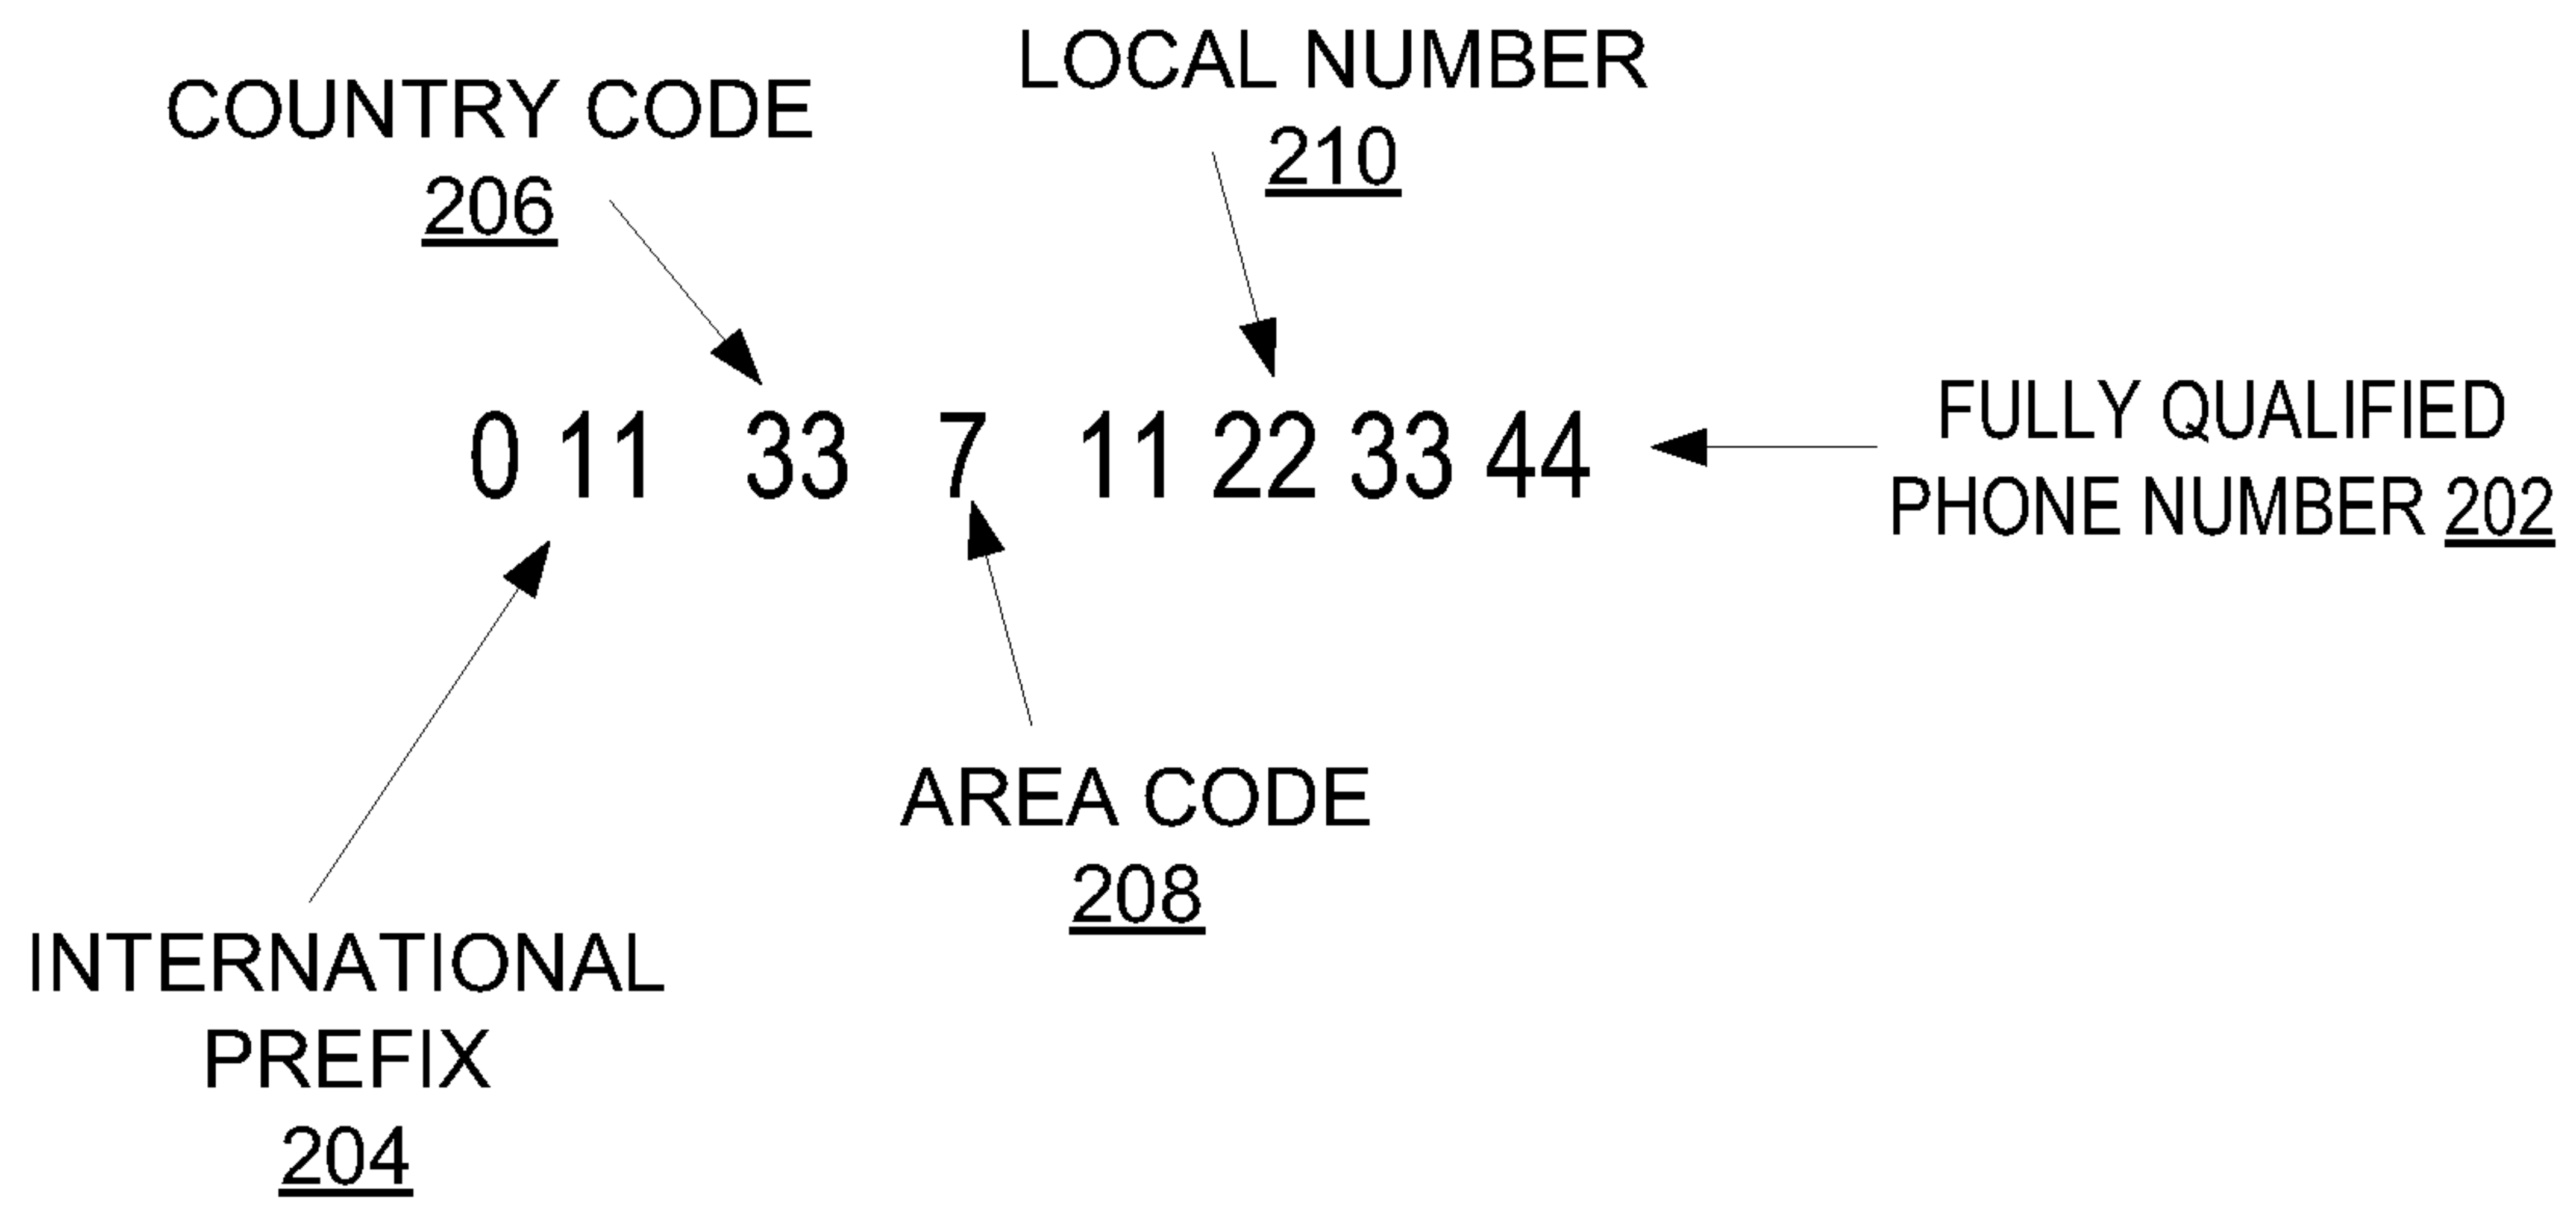 LOCAL NUMBER
210
COUNTRY CODE
206
0 11 33 7 11 22 33 44
FULLY QUALIFIED
PHONE NUMBER 202
AREA CODE
208
INTERNATIONAL
PREFIX
204